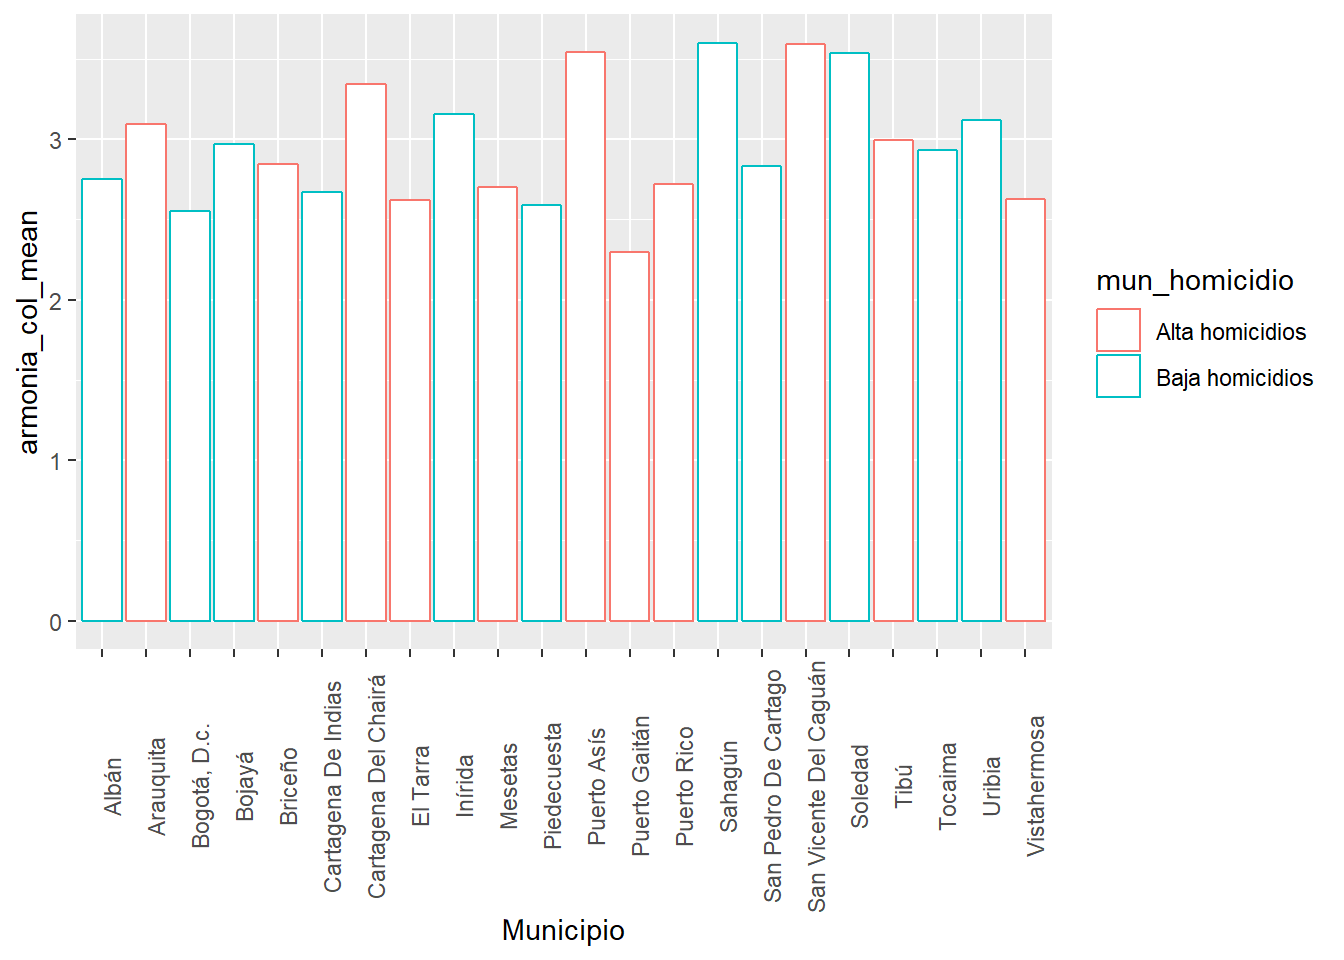 armonia_col_mean
3
2
1
0
Albán
Arauquita
Bogotá, D.c.
Bojayá
Briceño
Cartagena De Indias
Cartagena Del Chairá
El Tarra
Inírida
Mesetas
Piedecuesta
Puerto Asís
Puerto Gaitán
Puerto Rico
Sahagún
San Pedro De Cartago
San Vicente Del Caguán
Soledad
Tibú
Tocaima
Uribia
Vistahermosa
Municipio
mun_homicidio
Alta homicidios
Baja homicidios